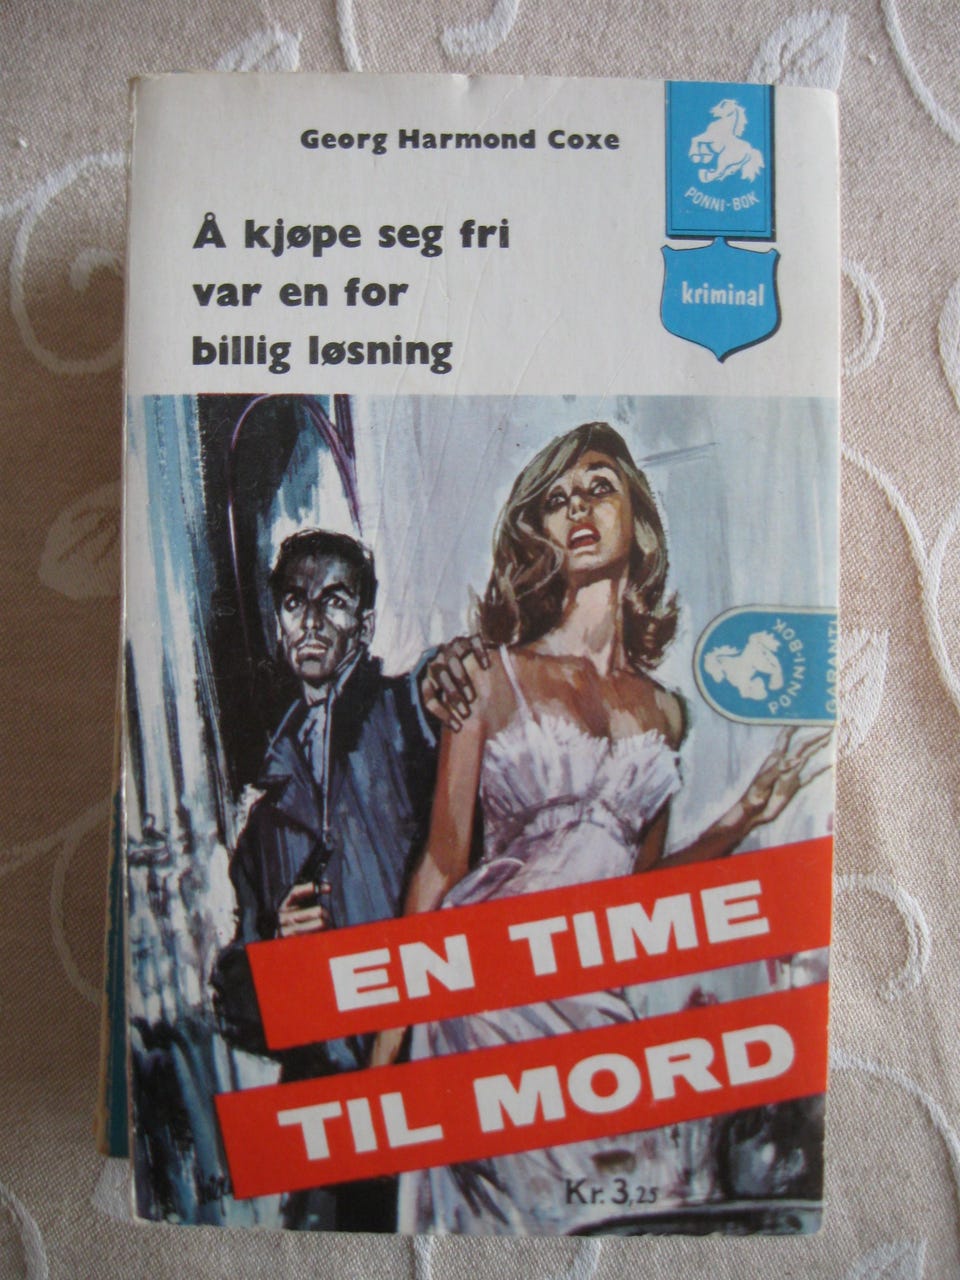 Georg Harmond Coxe
PONNI-BOK
Å kjøpe seg fri
var en for
billig løsning
kriminal
PONNI-BOK
GARANTI
EN TIME
TIL MORD
Kr. 3,25